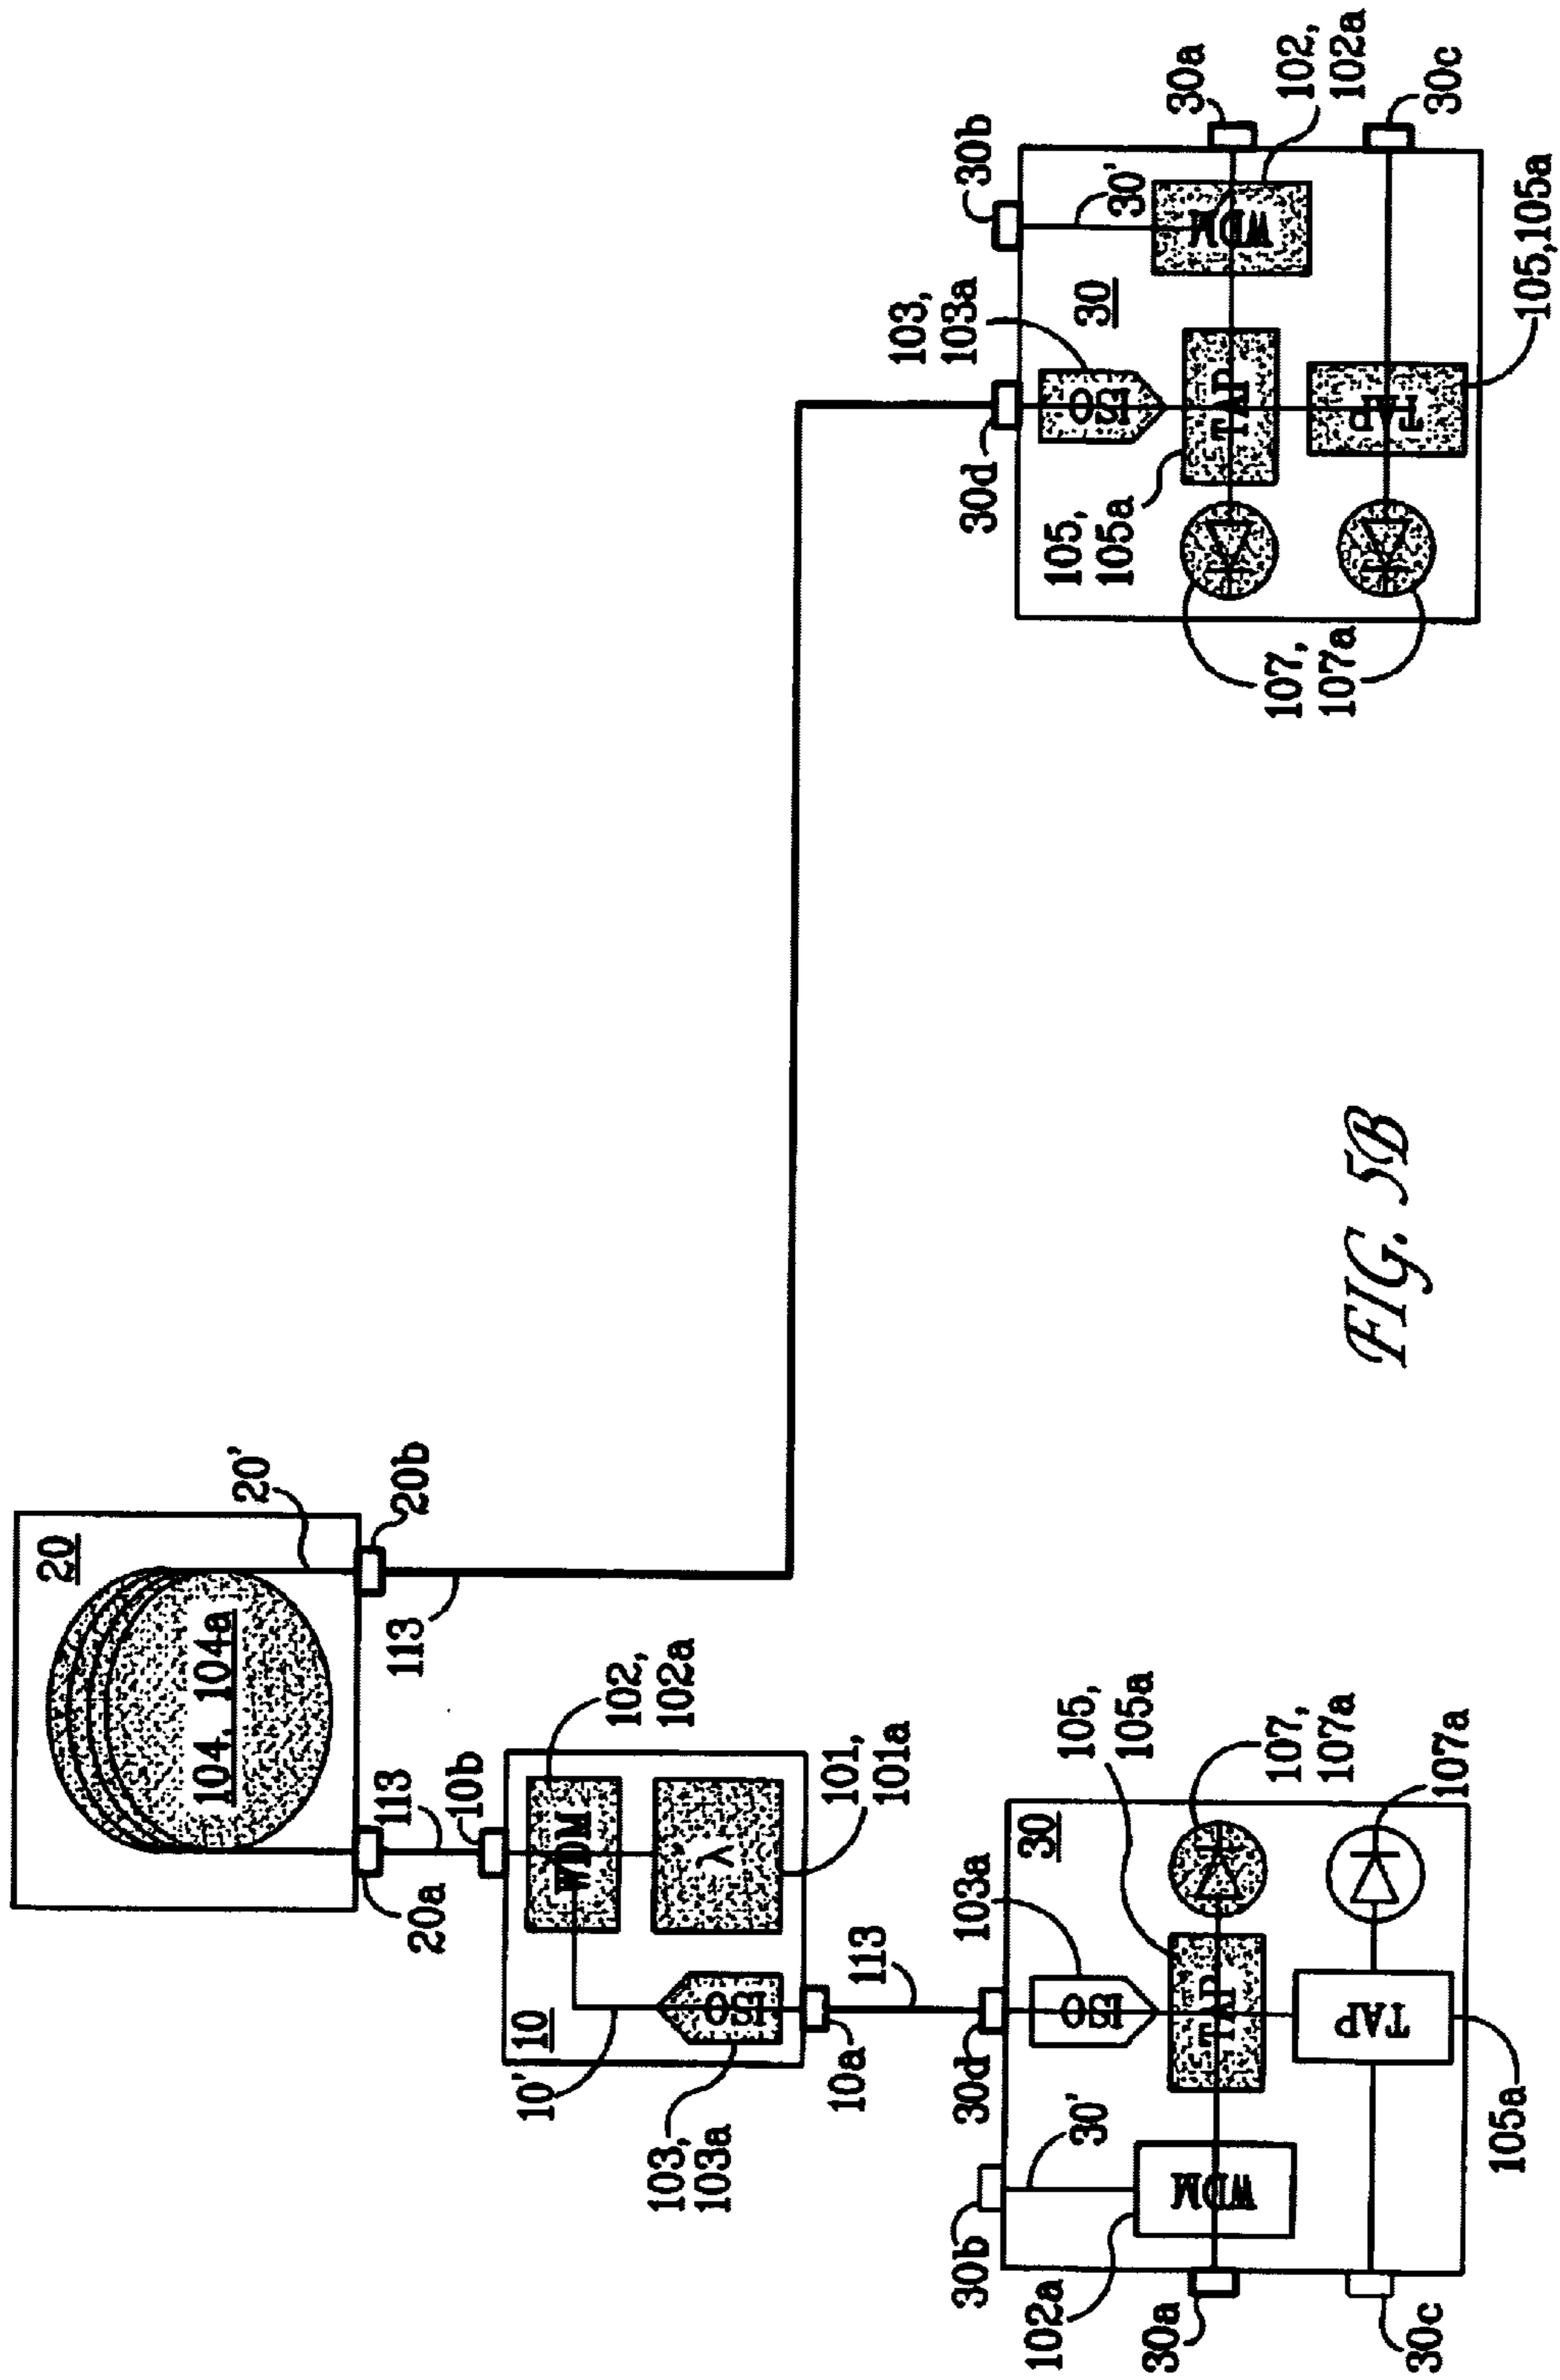 20
104, 104a
20'
20a
20b
113
113
10b
102,
102a
WDM
λ
101,
101a
10
10'
ISO
103,
103a
10a
113
30d
30b
30'
30
103a
ISO
105,
105a
TAP
107,
107a
107a
TAP
105a
WDM
102a
30a
30c
30d
30b
30'
30
103,
103a
ISO
TAP
105,
105a
WDM
102,
102a
30a
30c
TAP
105,105a
107,
107a
FIG. 5B